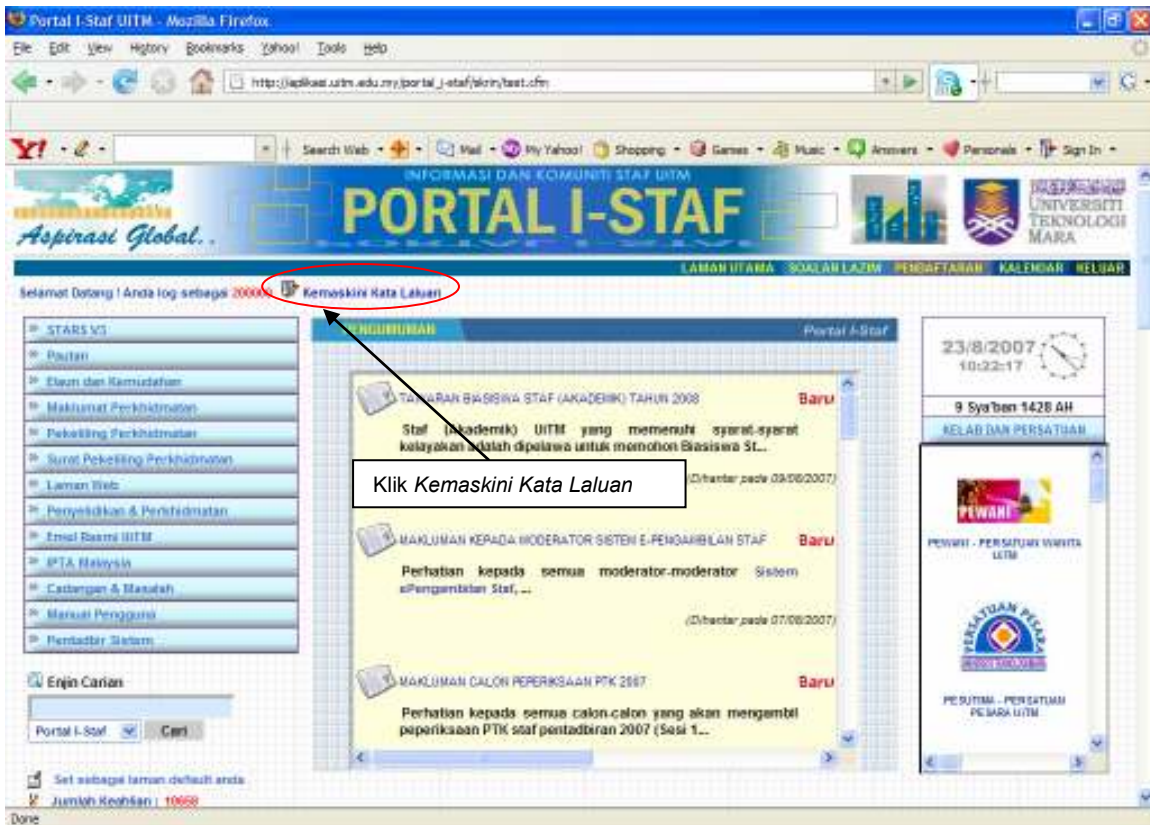 Portal I-Staf UiTM - Mozilla Firefox
File Edit View History Bookmarks Yahoo! Tools Help
http://aplikasi.uitm.edu.my/portal_i-staf/skrin/test.cfm
Search Web Mail My Yahoo! Shopping Games Music Answers Personals Sign In
INFORMASI DAN KOMUNITI STAF UITM
PORTAL I-STAF
Aspirasi Global..
UNIVERSITI
TEKNOLOGI
MARA
LAMAN UTAMA SOALAN LAZIM PENDAFTARAN KALENDAR KELUAR
Selamat Datang ! Anda log sebagai 200000 Kemaskini Kata Laluan
STARS V3
Pautan
Elaun dan Kemudahan
Maklumat Perkhidmatan
Pekeliling Perkhidmatan
Surat Pekeliling Perkhidmatan
Laman Web
Penyelidikan & Perkhidmatan
Emel Rasmi UiTM
IPTA Malaysia
Cadangan & Masalah
Manual Pengguna
Pentadbir Sistem
Enjin Carian
Portal I-Staf Cari
Set sebagai laman default anda
Jumlah Keahlian : 10658
PENGUMUMAN Portal I-Staf
TAWARAN BIASISWA STAF (AKADEMIK) TAHUN 2008 Baru
Staf (Akademik) UiTM yang memenuhi syarat-syarat
kelayakan adalah dipelawa untuk memohon Biasiswa St...
(Dihantar pada 09/08/2007)
Klik Kemaskini Kata Laluan
MAKLUMAN KEPADA MODERATOR SISTEM E-PENGAMBILAN STAF Baru
Perhatian kepada semua moderator-moderator Sistem
ePengambilan Staf, ...
(Dihantar pada 07/08/2007)
MAKLUMAN CALON PEPERIKSAAN PTK 2007 Baru
Perhatian kepada semua calon-calon yang akan mengambil
peperiksaan PTK staf pentadbiran 2007 (Sesi 1...
23/8/2007
10:22:17
9 Sya'ban 1428 AH
KELAB DAN PERSATUAN
PEWANI
PEWANI - PERSATUAN WANITA
UITM
PERSATUAN PESARA
PESUTIMA - PERSATUAN
PESARA UITM
Done